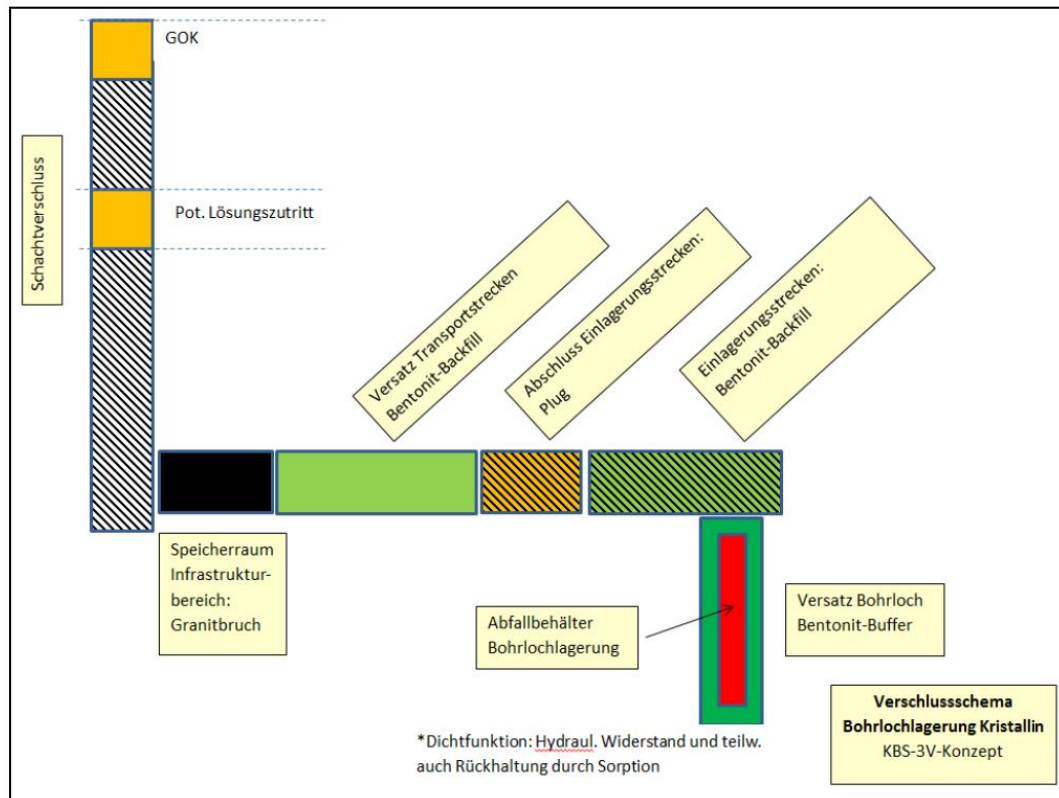 GOK
Schachtverschluss
Pot. Lösungszutritt
Versatz Transportstrecken
Bentonit-Backfill
Abschluss Einlagerungsstrecken:
Plug
Einlagerungsstrecken:
Bentonit-Backfill
Speicherraum
Infrastruktur-
bereich:
Granitbruch
Abfallbehälter
Bohrlochlagerung
Versatz Bohrloch
Bentonit-Buffer
Verschlussschema
Bohrlochlagerung Kristallin
KBS-3V-Konzept
*Dichtfunktion: Hydraul. Widerstand und teilw.
auch Rückhaltung durch Sorption